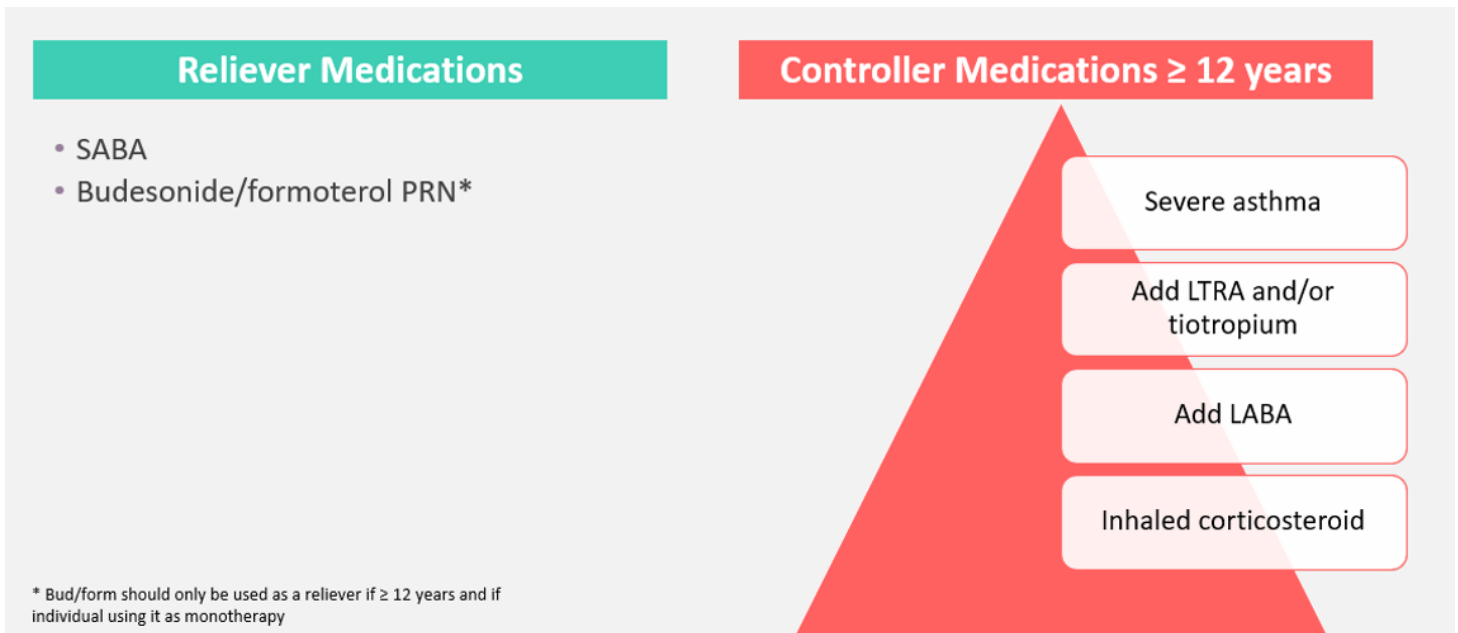 Reliever Medications
• SABA
• Budesonide/formoterol PRN*
* Bud/form should only be used as a reliever if ≥ 12 years and if
individual using it as monotherapy
Controller Medications ≥ 12 years
Severe asthma
Add LTRA and/or
tiotropium
Add LABA
Inhaled corticosteroid